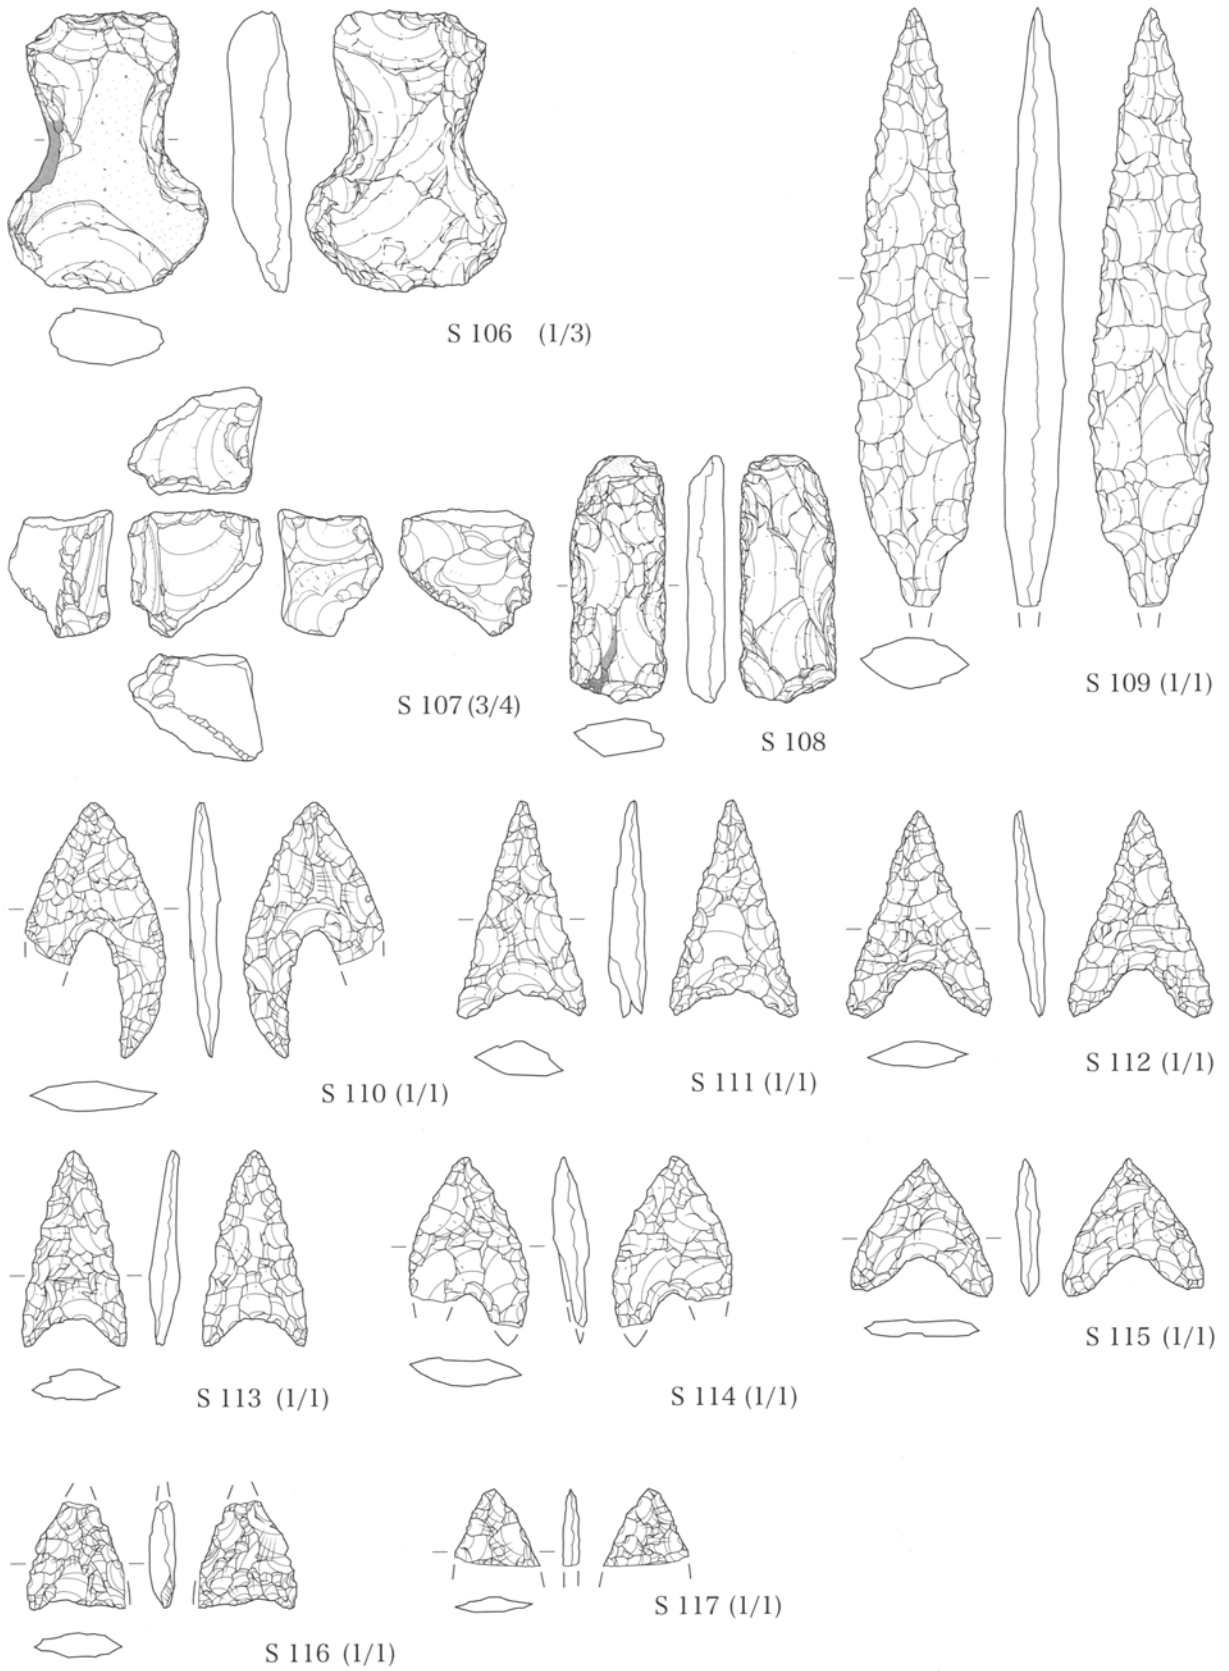 S 106 (1/3)
S 107 (3/4)
S 108
S 109 (1/1)
S 110 (1/1)
S 111 (1/1)
S 112 (1/1)
S 113 (1/1)
S 114 (1/1)
S 115 (1/1)
S 116 (1/1)
S 117 (1/1)